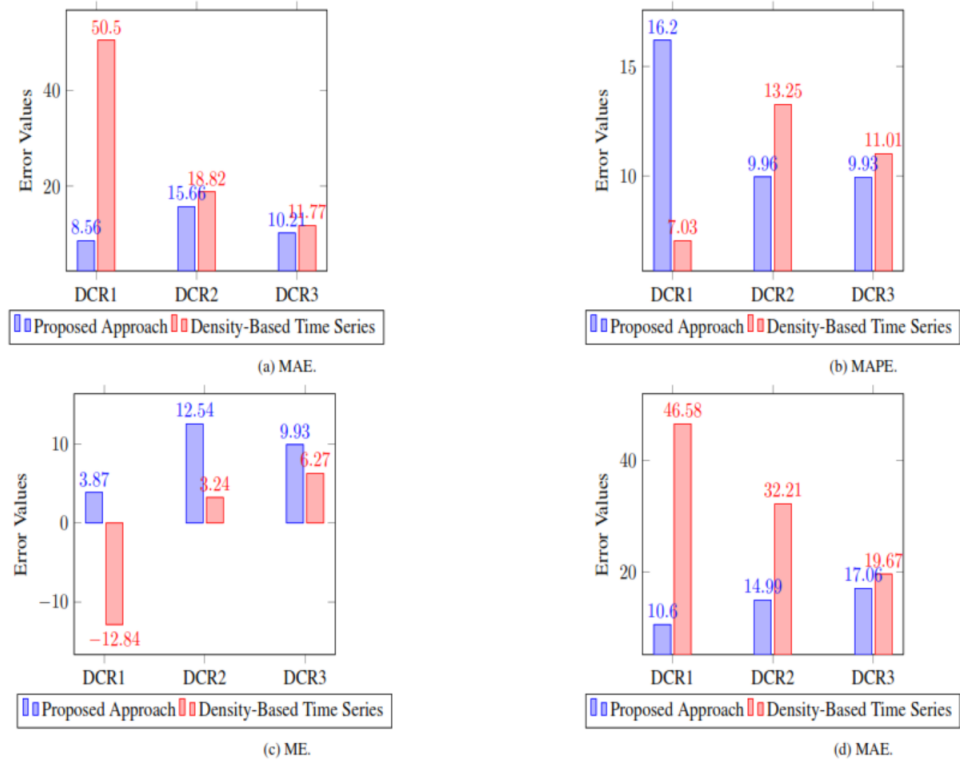 50.5
40
20
8.56
15.66
18.82
10.21
11.77
Error Values
DCR1 DCR2 DCR3
Proposed Approach Density-Based Time Series
(a) MAE.
16.2
15
10
7.03
9.96
13.25
9.93
11.01
Error Values
DCR1 DCR2 DCR3
Proposed Approach Density-Based Time Series
(b) MAPE.
12.54
10
0
−10
3.87
−12.84
3.24
9.93
6.27
Error Values
DCR1 DCR2 DCR3
Proposed Approach Density-Based Time Series
(c) ME.
46.58
40
20
10.6
14.99
32.21
17.06
19.67
Error Values
DCR1 DCR2 DCR3
Proposed Approach Density-Based Time Series
(d) MAE.